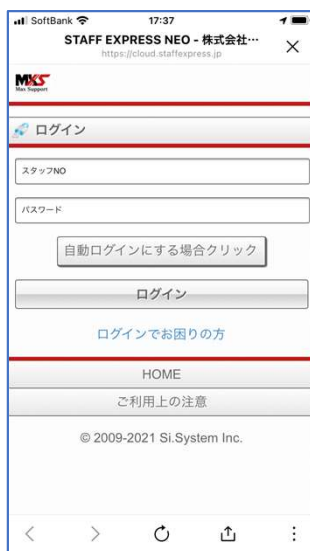 SoftBank 17:37
STAFF EXPRESS NEO - 株式会社…
https://cloud.staffexpress.jp
MXS
Max Support
ログイン
スタッフNO
パスワード
自動ログインにする場合クリック
ログイン
ログインでお困りの方
HOME
ご利用上の注意
© 2009-2021 Si.System Inc.